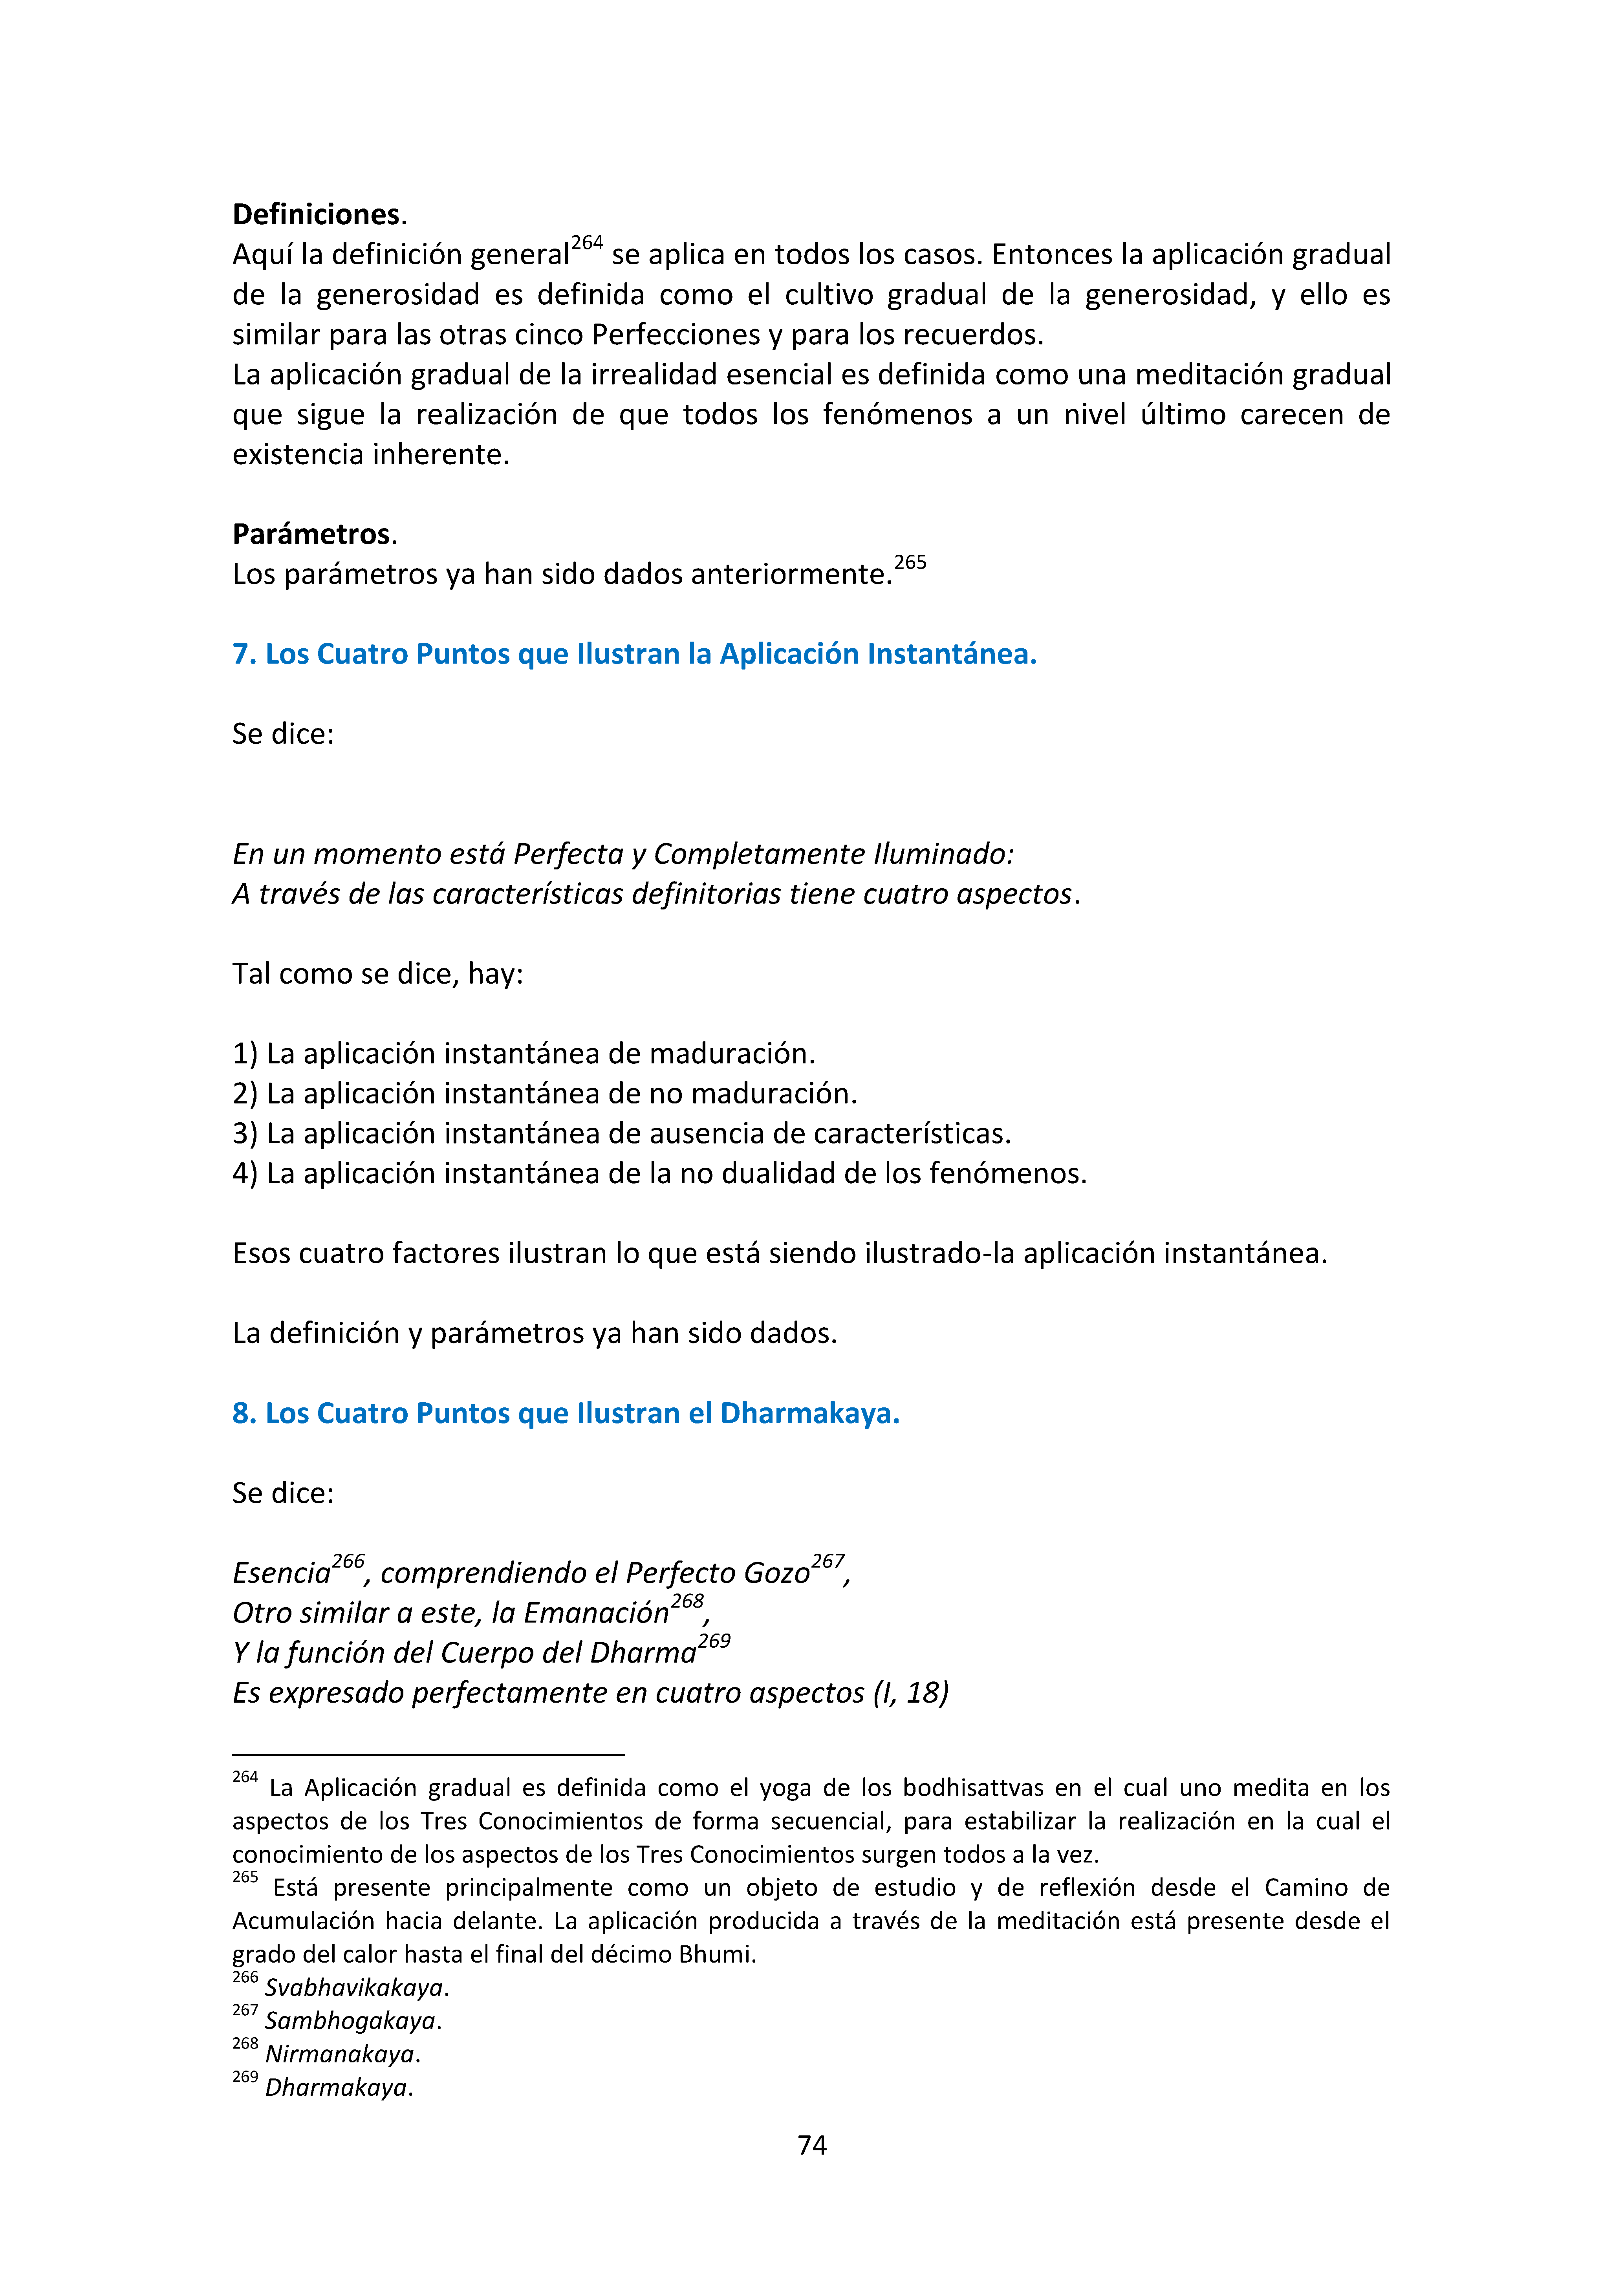 Definiciones.
Aquí la definición general264 se aplica en todos los casos. Entonces la aplicación gradual
de la generosidad es definida como el cultivo gradual de la generosidad, y ello es
similar para las otras cinco Perfecciones y para los recuerdos.
La aplicación gradual de la irrealidad esencial es definida como una meditación gradual
que sigue la realización de que todos los fenómenos a un nivel último carecen de
existencia inherente.
Parámetros.
Los parámetros ya han sido dados anteriormente.265
7. Los Cuatro Puntos que Ilustran la Aplicación Instantánea.
Se dice:
En un momento está Perfecta y Completamente Iluminado:
A través de las características definitorias tiene cuatro aspectos.
Tal como se dice, hay:
1) La aplicación instantánea de maduración.
2) La aplicación instantánea de no maduración.
3) La aplicación instantánea de ausencia de características.
4) La aplicación instantánea de la no dualidad de los fenómenos.
Esos cuatro factores ilustran lo que está siendo ilustrado-la aplicación instantánea.
La definición y parámetros ya han sido dados.
8. Los Cuatro Puntos que Ilustran el Dharmakaya.
Se dice:
Esencia266, comprendiendo el Perfecto Gozo267,
Otro similar a este, la Emanación268,
Y la función del Cuerpo del Dharma269
Es expresado perfectamente en cuatro aspectos (I, 18)
264 La Aplicación gradual es definida como el yoga de los bodhisattvas en el cual uno medita en los
aspectos de los Tres Conocimientos de forma secuencial, para estabilizar la realización en la cual el
conocimiento de los aspectos de los Tres Conocimientos surgen todos a la vez.
265 Está presente principalmente como un objeto de estudio y de reflexión desde el Camino de
Acumulación hacia delante. La aplicación producida a través de la meditación está presente desde el
grado del calor hasta el final del décimo Bhumi.
266 Svabhavikakaya.
267 Sambhogakaya.
268 Nirmanakaya.
269 Dharmakaya.
74